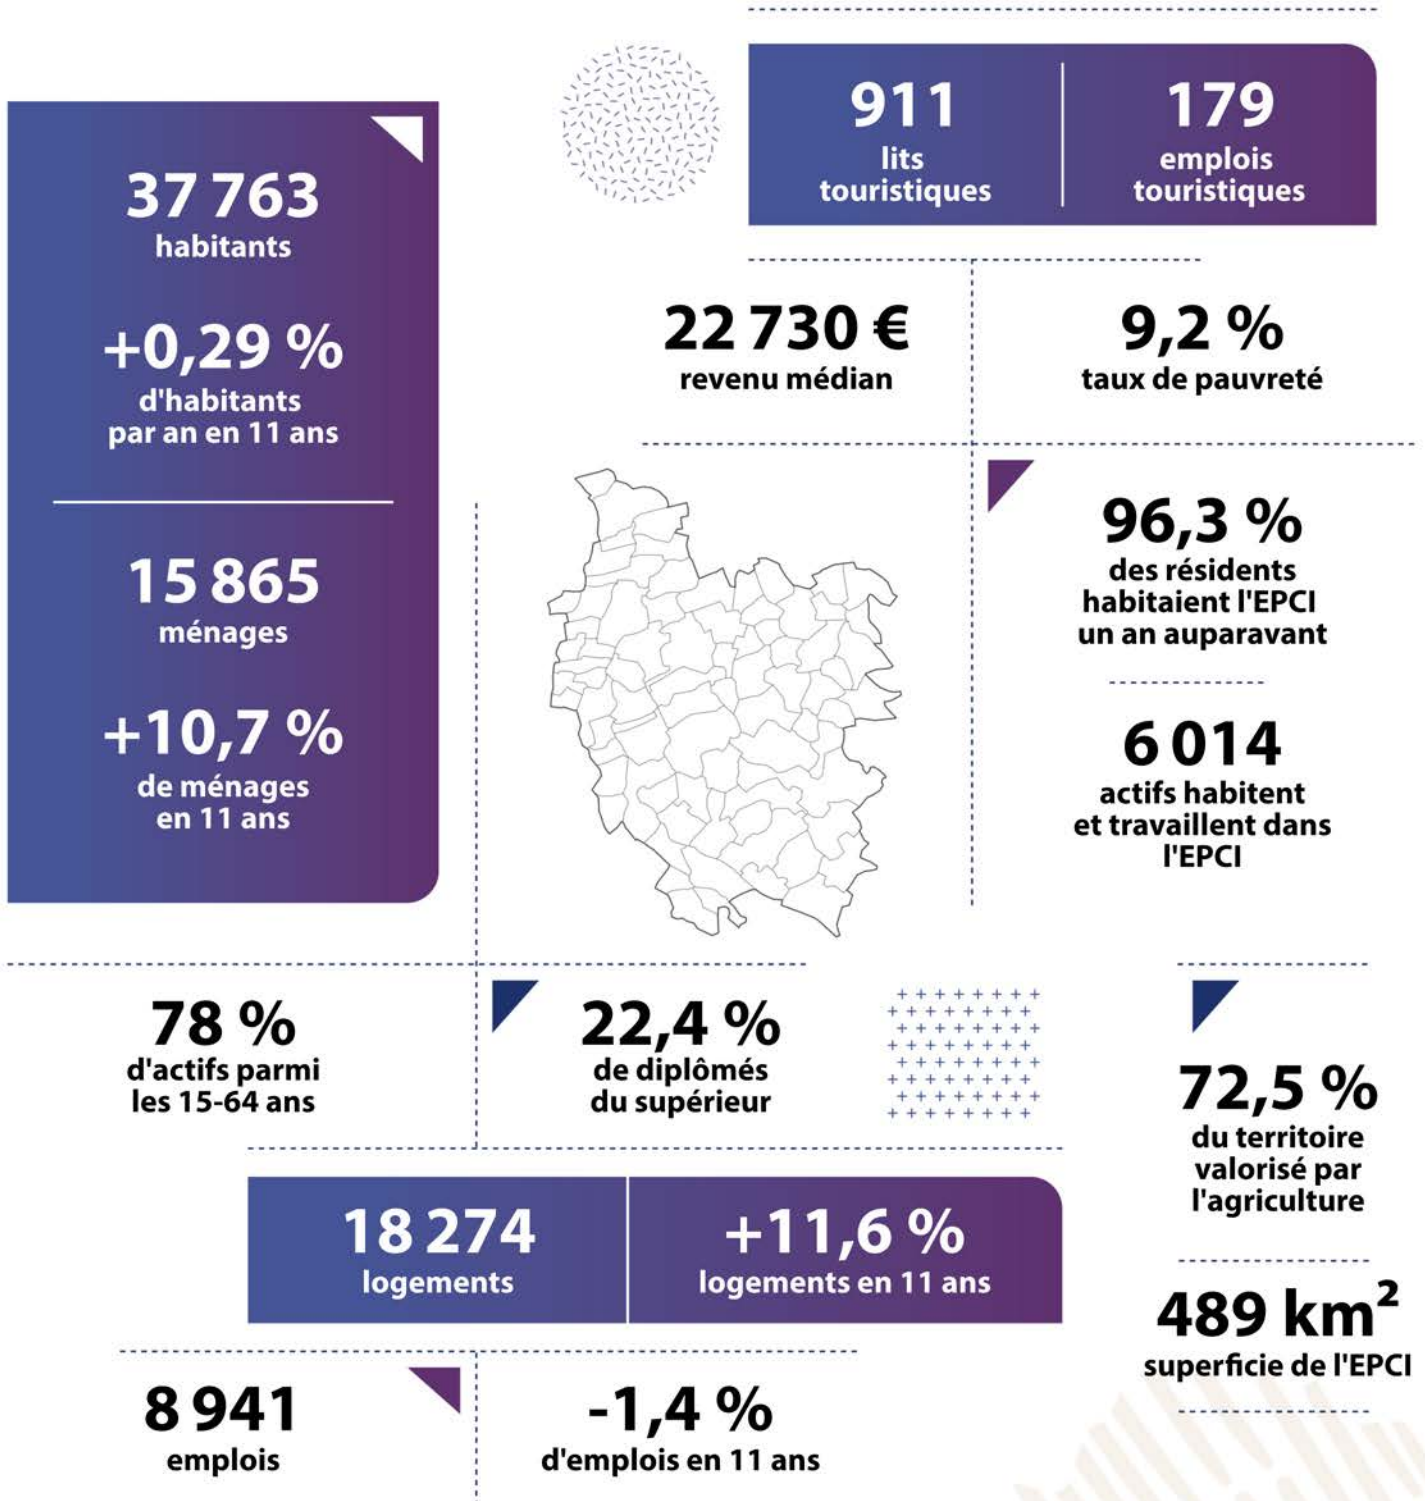 37 763
habitants
+0,29 %
d'habitants
par an en 11 ans
15 865
ménages
+10,7 %
de ménages
en 11 ans
911
lits
touristiques
179
emplois
touristiques
22 730 €
revenu médian
9,2 %
taux de pauvreté
96,3 %
des résidents
habitaient l'EPCI
un an auparavant
6 014
actifs habitent
et travaillent dans
l'EPCI
78 %
d'actifs parmi
les 15-64 ans
22,4 %
de diplômés
du supérieur
72,5 %
du territoire
valorisé par
l'agriculture
489 km²
superficie de l'EPCI
18 274
logements
+11,6 %
logements en 11 ans
8 941
emplois
-1,4 %
d'emplois en 11 ans